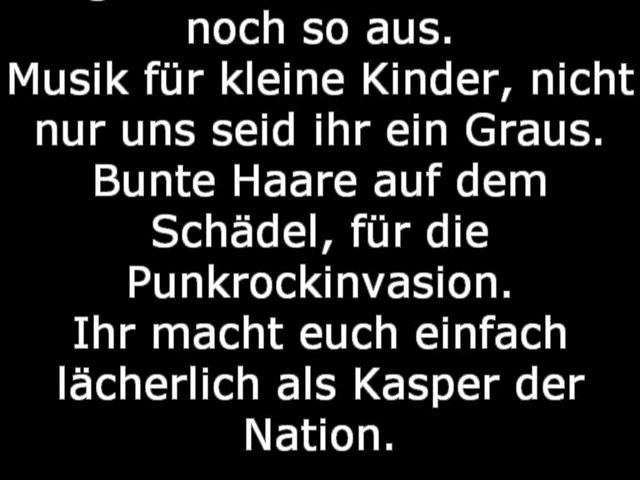 noch so aus.
Musik für kleine Kinder, nicht
nur uns seid ihr ein Graus.
Bunte Haare auf dem
Schädel, für die
Punkrockinvasion.
Ihr macht euch einfach
lächerlich als Kasper der
Nation.